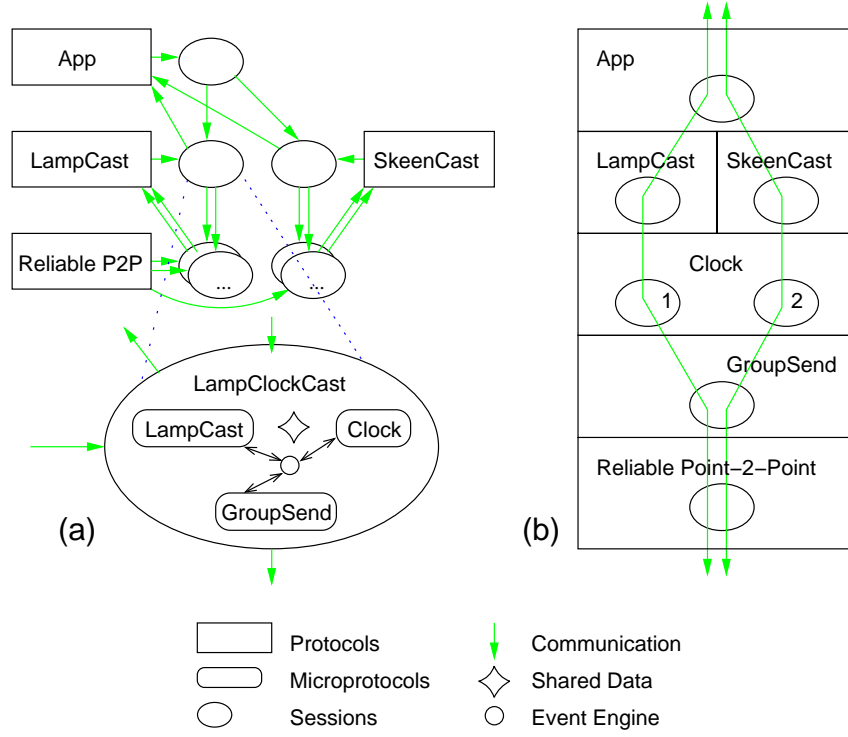 App
LampCast
SkeenCast
Reliable P2P
...
...
LampClockCast
LampCast
Clock
GroupSend
(a)
App
LampCast
SkeenCast
Clock
1
2
GroupSend
Reliable Point-2-Point
(b)
Protocols
Microprotocols
Sessions
Communication
Shared Data
Event Engine